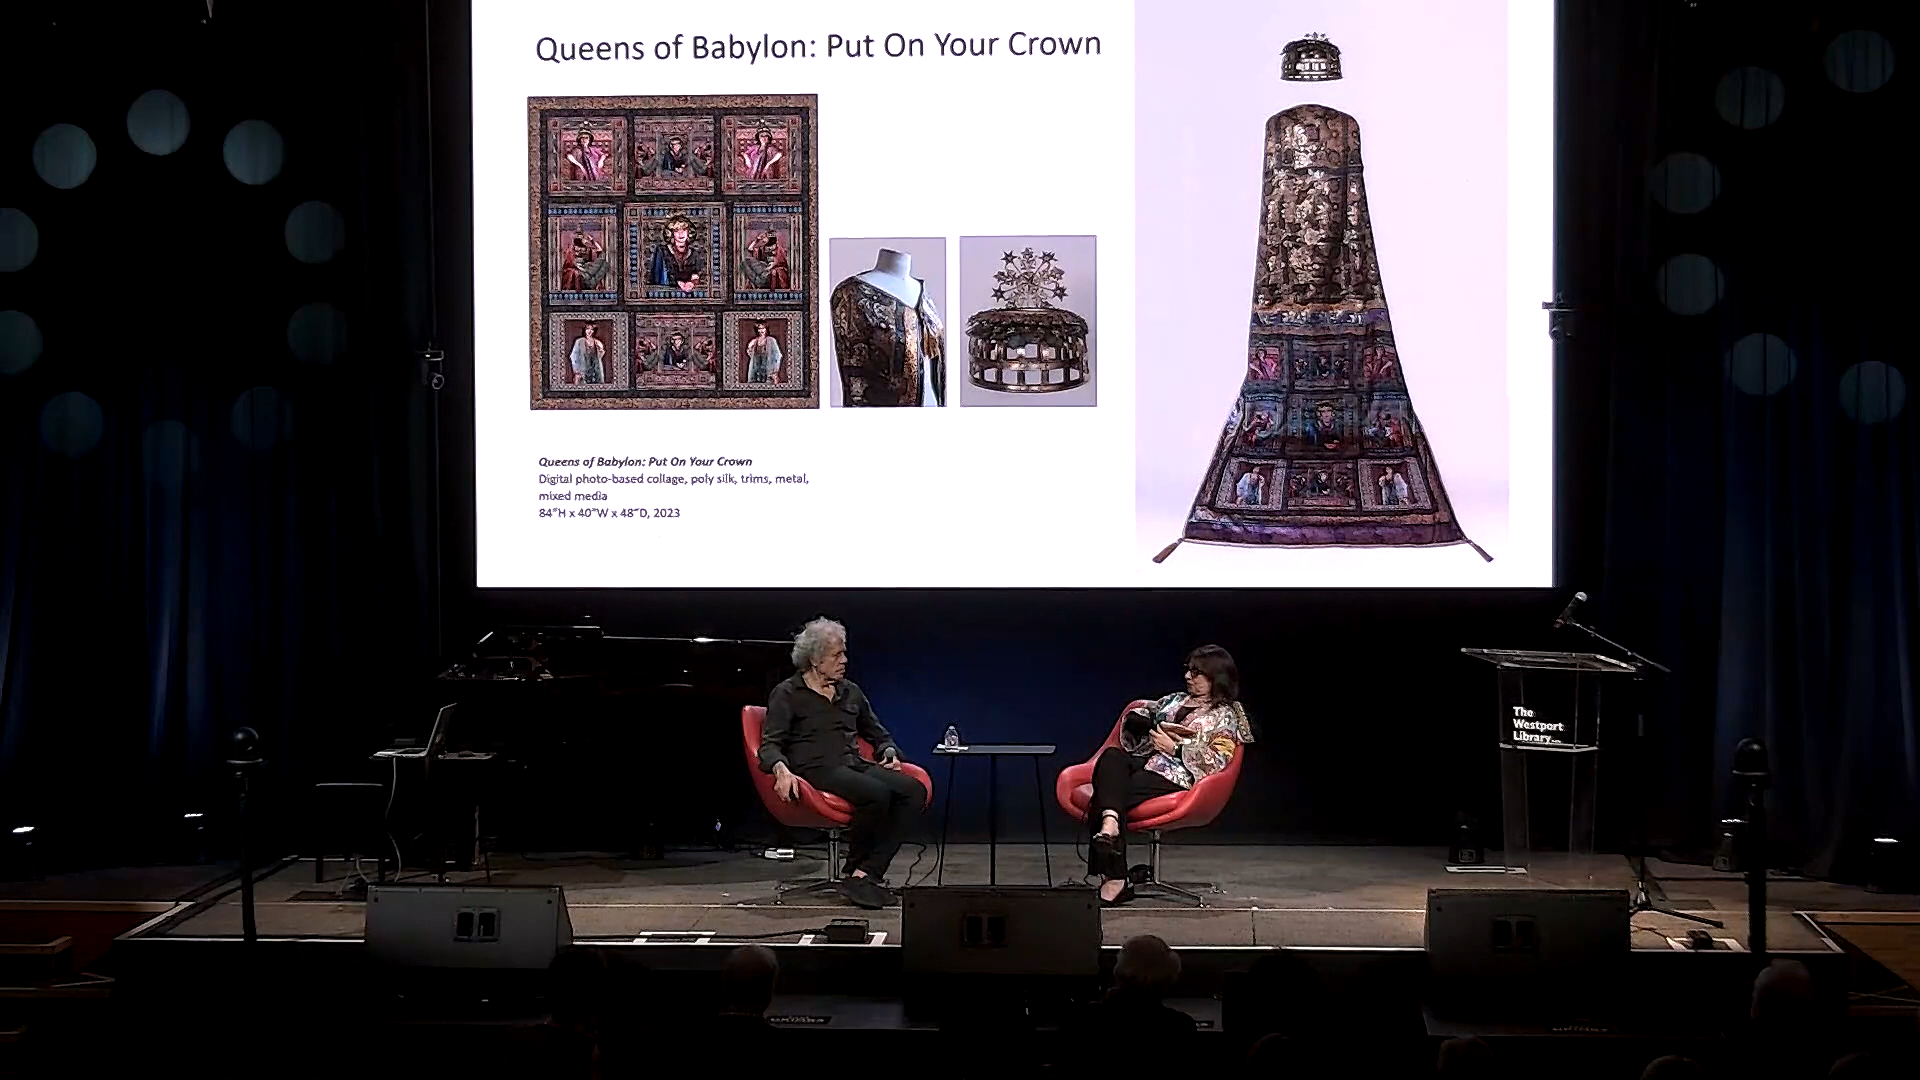 Queens of Babylon: Put On Your Crown
Queens of Babylon: Put On Your Crown
Digital photo-based collage, poly silk, trims, metal,
mixed media
84"H x 40"W x 48"D, 2023
The
Westport
Library